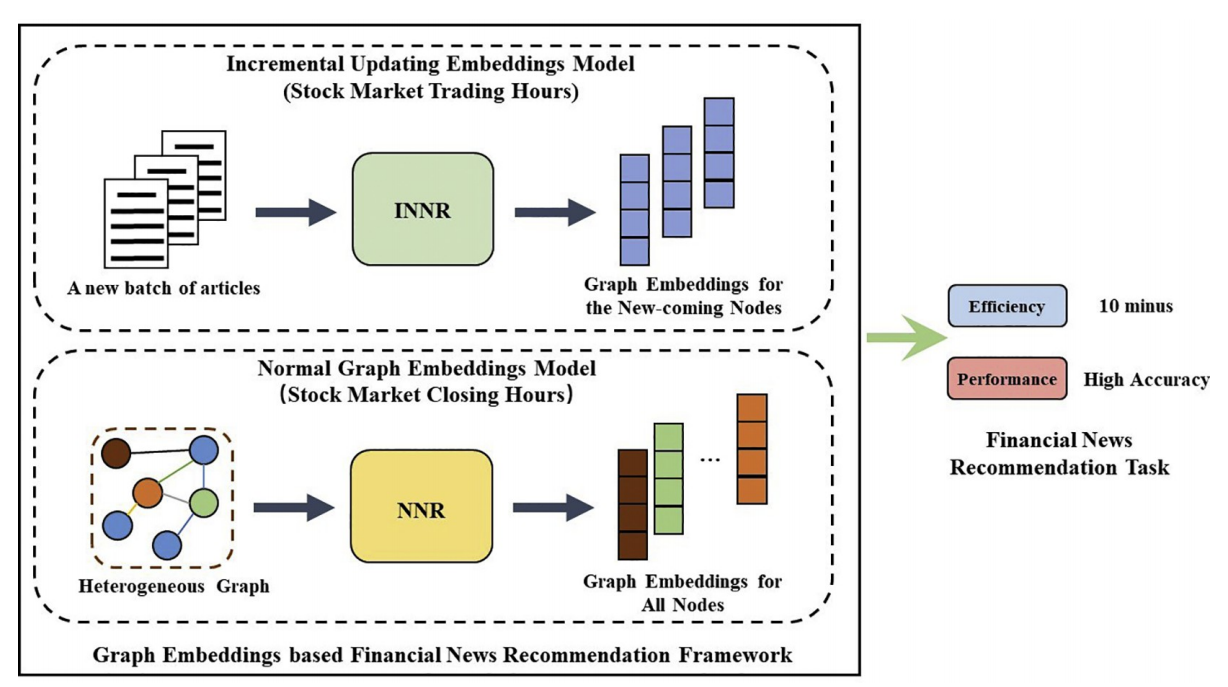 Incremental Updating Embeddings Model
(Stock Market Trading Hours)
INNR
A new batch of articles
Graph Embeddings for
the New-coming Nodes
Normal Graph Embeddings Model
(Stock Market Closing Hours)
NNR
...
Heterogeneous Graph
Graph Embeddings for
All Nodes
Graph Embeddings based Financial News Recommendation Framework
Efficiency 10 minus
Performance High Accuracy
Financial News
Recommendation Task